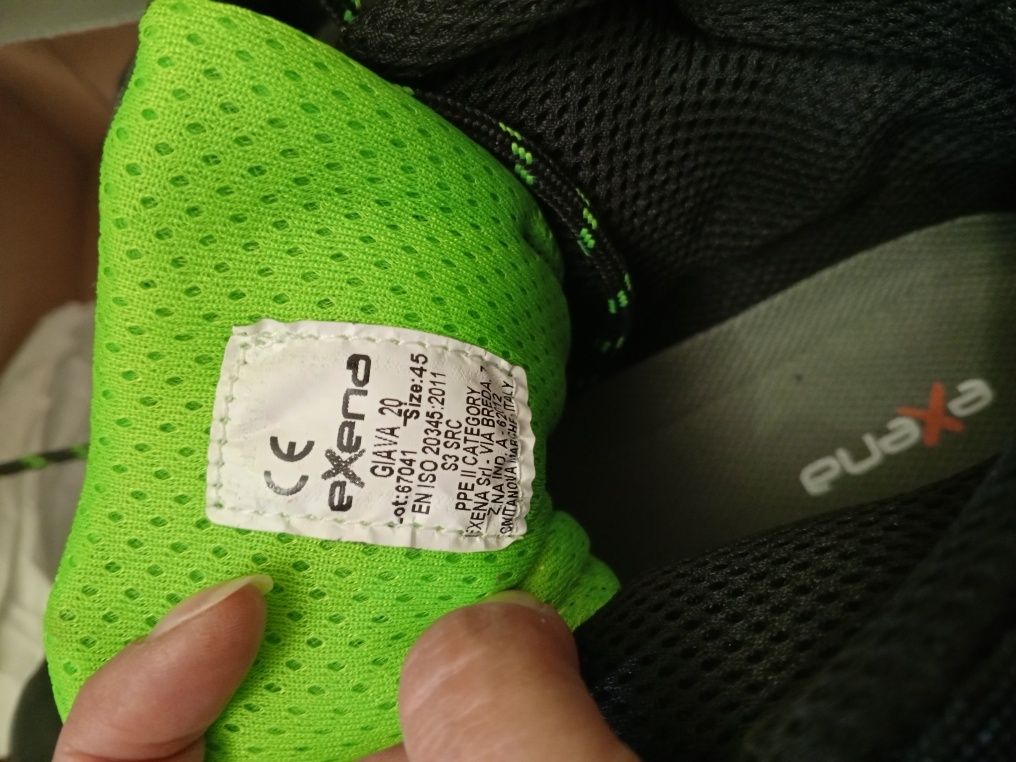 CE
eXena
GIAVA 20
Lot:67041 Size:45
EN ISO 20345:2011
S3 SRC
PPE II CATEGORY
EXENA Srl - VIA BREDA, 7
Z.NA IND. A - 62012
CIVITANOVA MARCHE ITALY
eXena